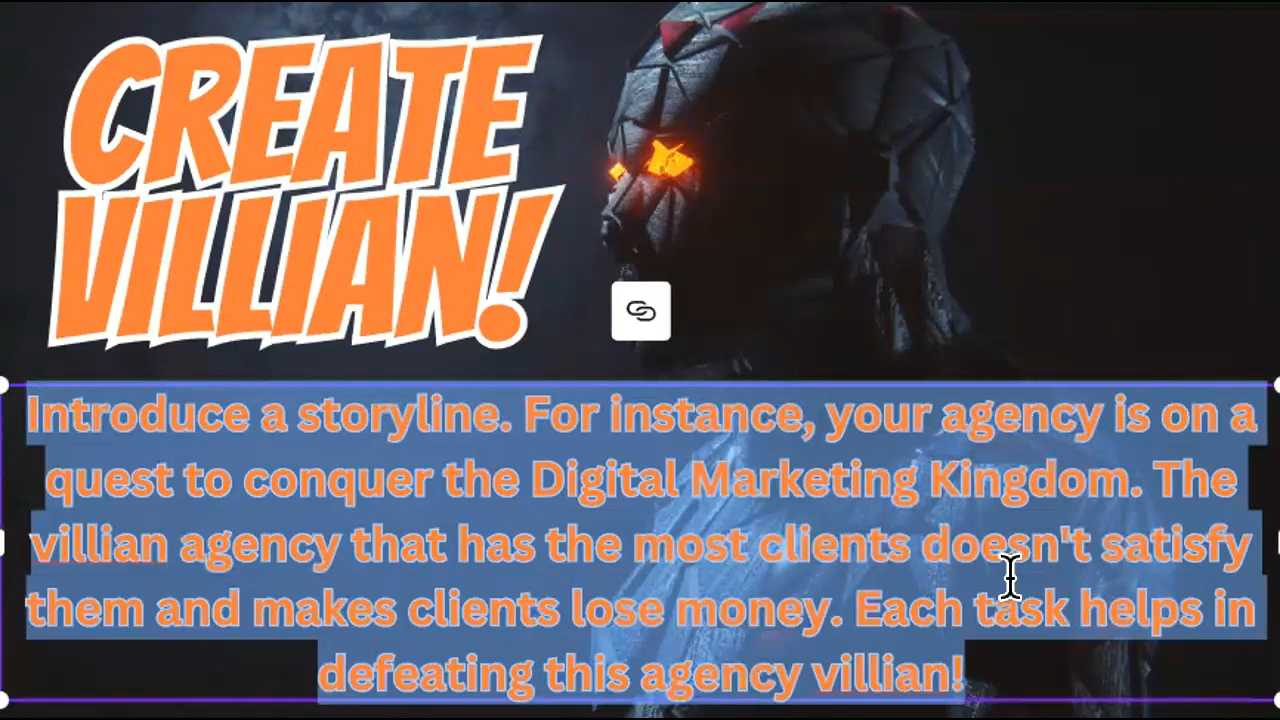 CREATE
VILLIAN!
Introduce a storyline. For instance, your agency is on a
quest to conquer the Digital Marketing Kingdom. The
villian agency that has the most clients doesn't satisfy
them and makes clients lose money. Each task helps in
defeating this agency villian!